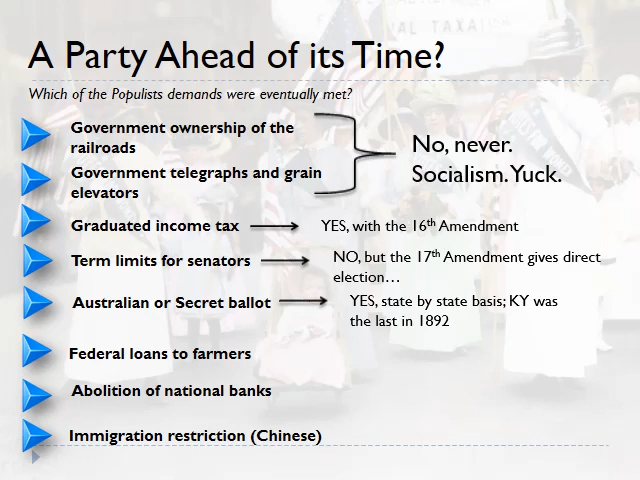 A Party Ahead of its Time?
Which of the Populists demands were eventually met?
Government ownership of the
railroads
Government telegraphs and grain
elevators
No, never.
Socialism. Yuck.
Graduated income tax
YES, with the 16th Amendment
Term limits for senators
NO, but the 17th Amendment gives direct
election…
Australian or Secret ballot
YES, state by state basis; KY was
the last in 1892
Federal loans to farmers
Abolition of national banks
Immigration restriction (Chinese)